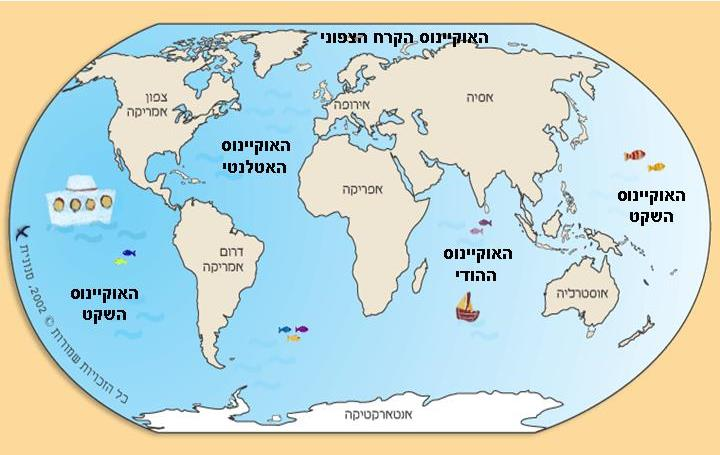 האוקיינוס הקרח הצפוני
צפון
אמריקה
אירופה
אסיה
האוקיינוס
האטלנטי
אפריקה
האוקיינוס
השקט
דרום
אמריקה
האוקיינוס
ההודי
האוקיינוס
השקט
אוסטרליה
אנטארקטיקה
כל הזכויות שמורות © 2002, סנונית